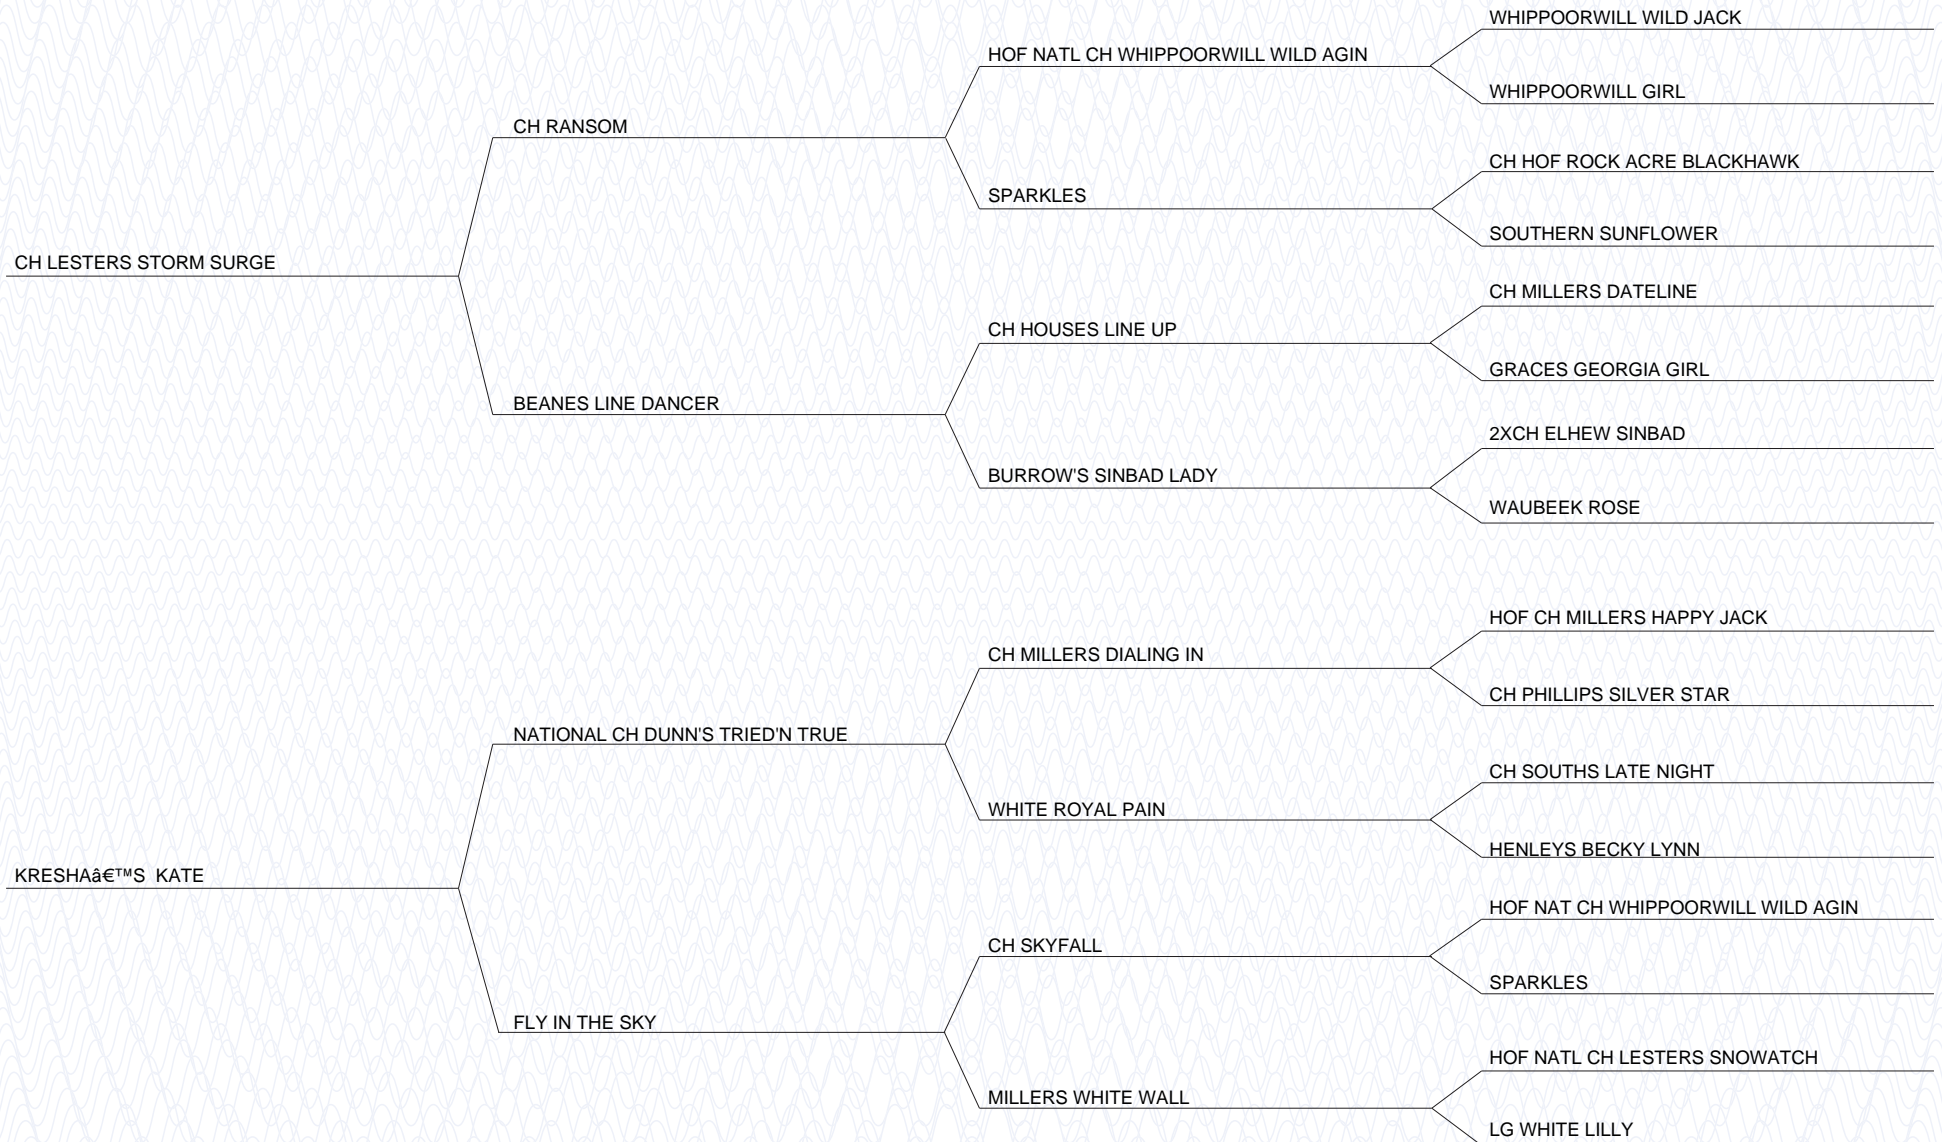 WHIPPOORWILL WILD JACK
HOF NATL CH WHIPPOORWILL WILD AGIN
WHIPPOORWILL GIRL
CH RANSOM
CH HOF ROCK ACRE BLACKHAWK
SPARKLES
SOUTHERN SUNFLOWER
CH LESTERS STORM SURGE
CH MILLERS DATELINE
CH HOUSES LINE UP
GRACES GEORGIA GIRL
BEANES LINE DANCER
2XCH ELHEW SINBAD
BURROW'S SINBAD LADY
WAUBEEK ROSE
HOF CH MILLERS HAPPY JACK
CH MILLERS DIALING IN
CH PHILLIPS SILVER STAR
NATIONAL CH DUNN'S TRIED'N TRUE
CH SOUTHS LATE NIGHT
WHITE ROYAL PAIN
HENLEYS BECKY LYNN
KRESHAâ€™S  KATE
HOF NAT CH WHIPPOORWILL WILD AGIN
CH SKYFALL
SPARKLES
FLY IN THE SKY
HOF NATL CH LESTERS SNOWATCH
MILLERS WHITE WALL
LG WHITE LILLY